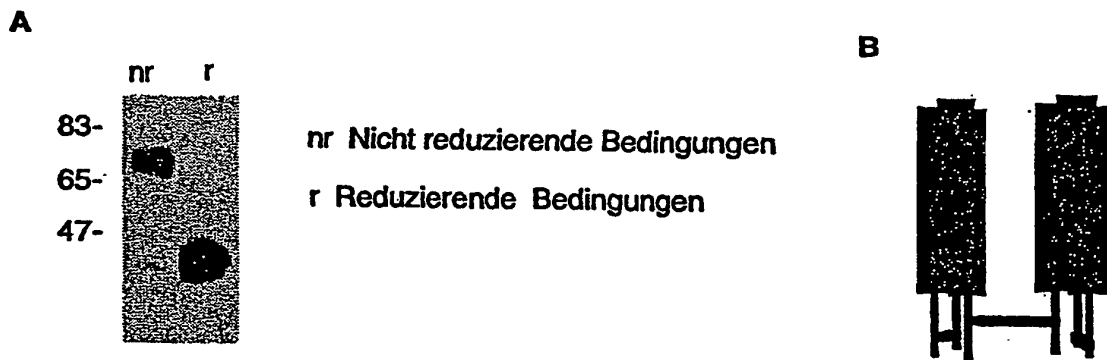 A
B
nr r
83-
65-
47-
nr Nicht reduzierende Bedingungen
r Reduzierende Bedingungen